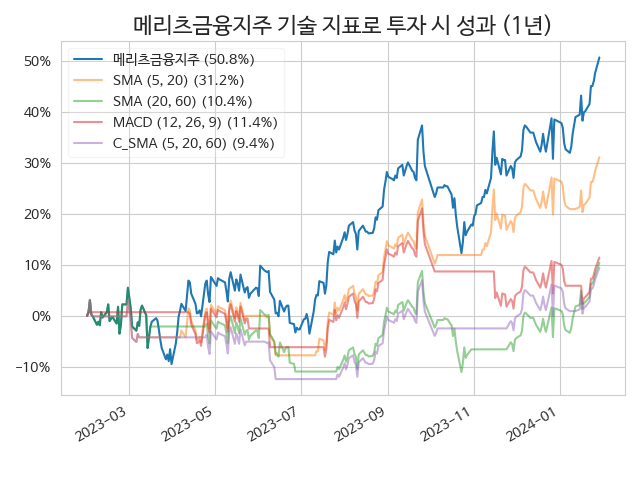 메리츠금융지주 기술 지표로 투자 시 성과 (1년)
메리츠금융지주 (50.8%)
SMA (5, 20) (31.2%)
SMA (20, 60) (10.4%)
MACD (12, 26, 9) (11.4%)
C_SMA (5, 20, 60) (9.4%)
50%
40%
30%
20%
10%
0%
−10%
2023-03
2023-05
2023-07
2023-09
2023-11
2024-01